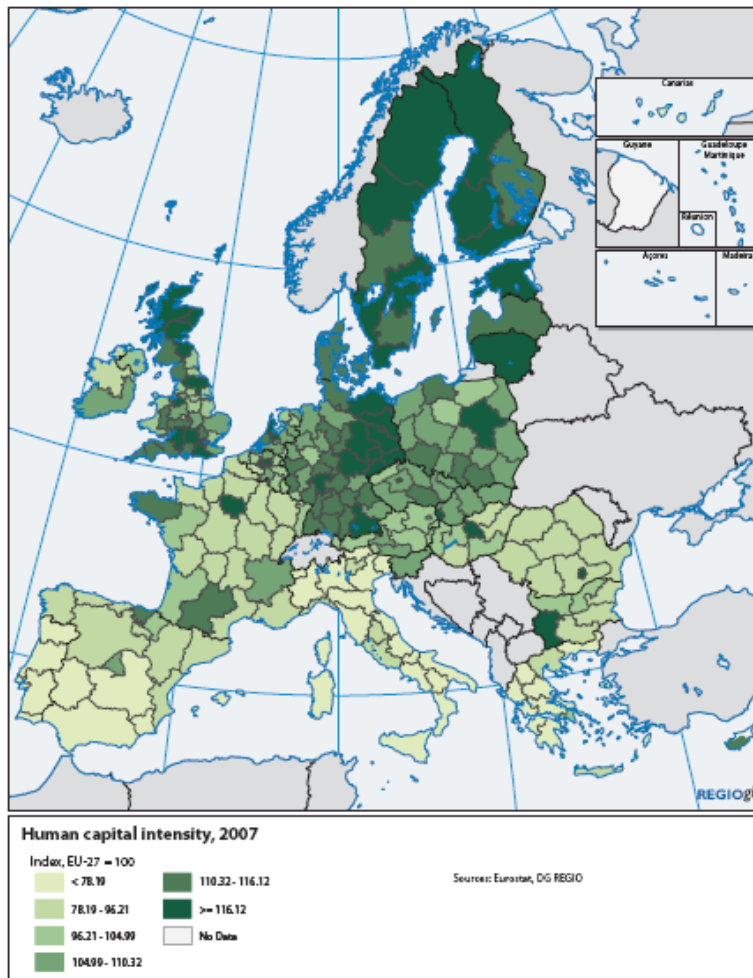 Canarias
Guyane
Guadeloupe
Martinique
Réunion
Açores
Madeira
REGIOgi
Human capital intensity, 2007
Index, EU-27 = 100
< 78.19
78.19 - 96.21
96.21 - 104.99
104.99 - 110.32
110.32 - 116.12
>= 116.12
No Data
Sources: Eurostat, DG REGIO